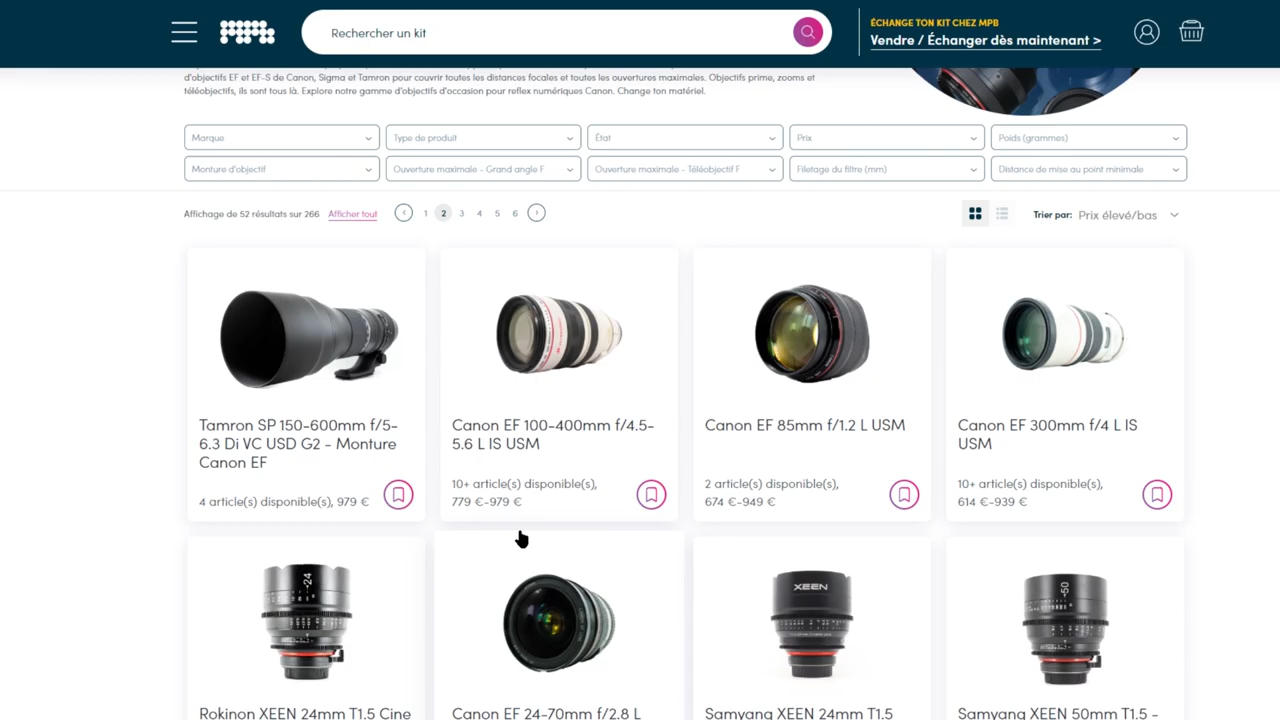 mpb
Rechercher un kit
ÉCHANGE TON KIT CHEZ MPB
Vendre / Échanger dès maintenant >
d'objectifs EF et EF-S de Canon, Sigma et Tamron pour couvrir toutes les distances focales et toutes les ouvertures maximales. Objectifs prime, zooms et
téléobjectifs, ils sont tous là. Explore notre gamme d'objectifs d'occasion pour reflex numériques Canon. Change ton matériel.
Marque
Type de produit
État
Prix
Poids (grammes)
Monture d'objectif
Ouverture maximale - Grand angle F
Ouverture maximale - Téléobjectif F
Filetage du filtre (mm)
Distance de mise au point minimale
Affichage de 52 résultats sur 266 Afficher tout
1 2 3 4 5 6
Trier par: Prix élevé/bas
Tamron SP 150-600mm f/5-
6.3 Di VC USD G2 - Monture
Canon EF
4 article(s) disponible(s), 979 €
Canon EF 100-400mm f/4.5-
5.6 L IS USM
10+ article(s) disponible(s),
779 €-979 €
Canon EF 85mm f/1.2 L USM
2 article(s) disponible(s),
674 €-949 €
Canon EF 300mm f/4 L IS
USM
10+ article(s) disponible(s),
614 €-939 €
24
XEEN
50
Rokinon XEEN 24mm T1.5 Cine
Canon EF 24-70mm f/2.8 L
Samyang XEEN 24mm T1.5
Samyang XEEN 50mm T1.5 -